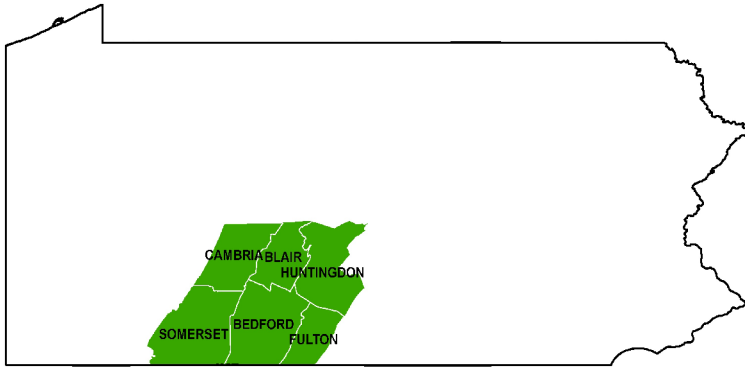 CAMBRIA
BLAIR
HUNTINGDON
SOMERSET
BEDFORD
FULTON